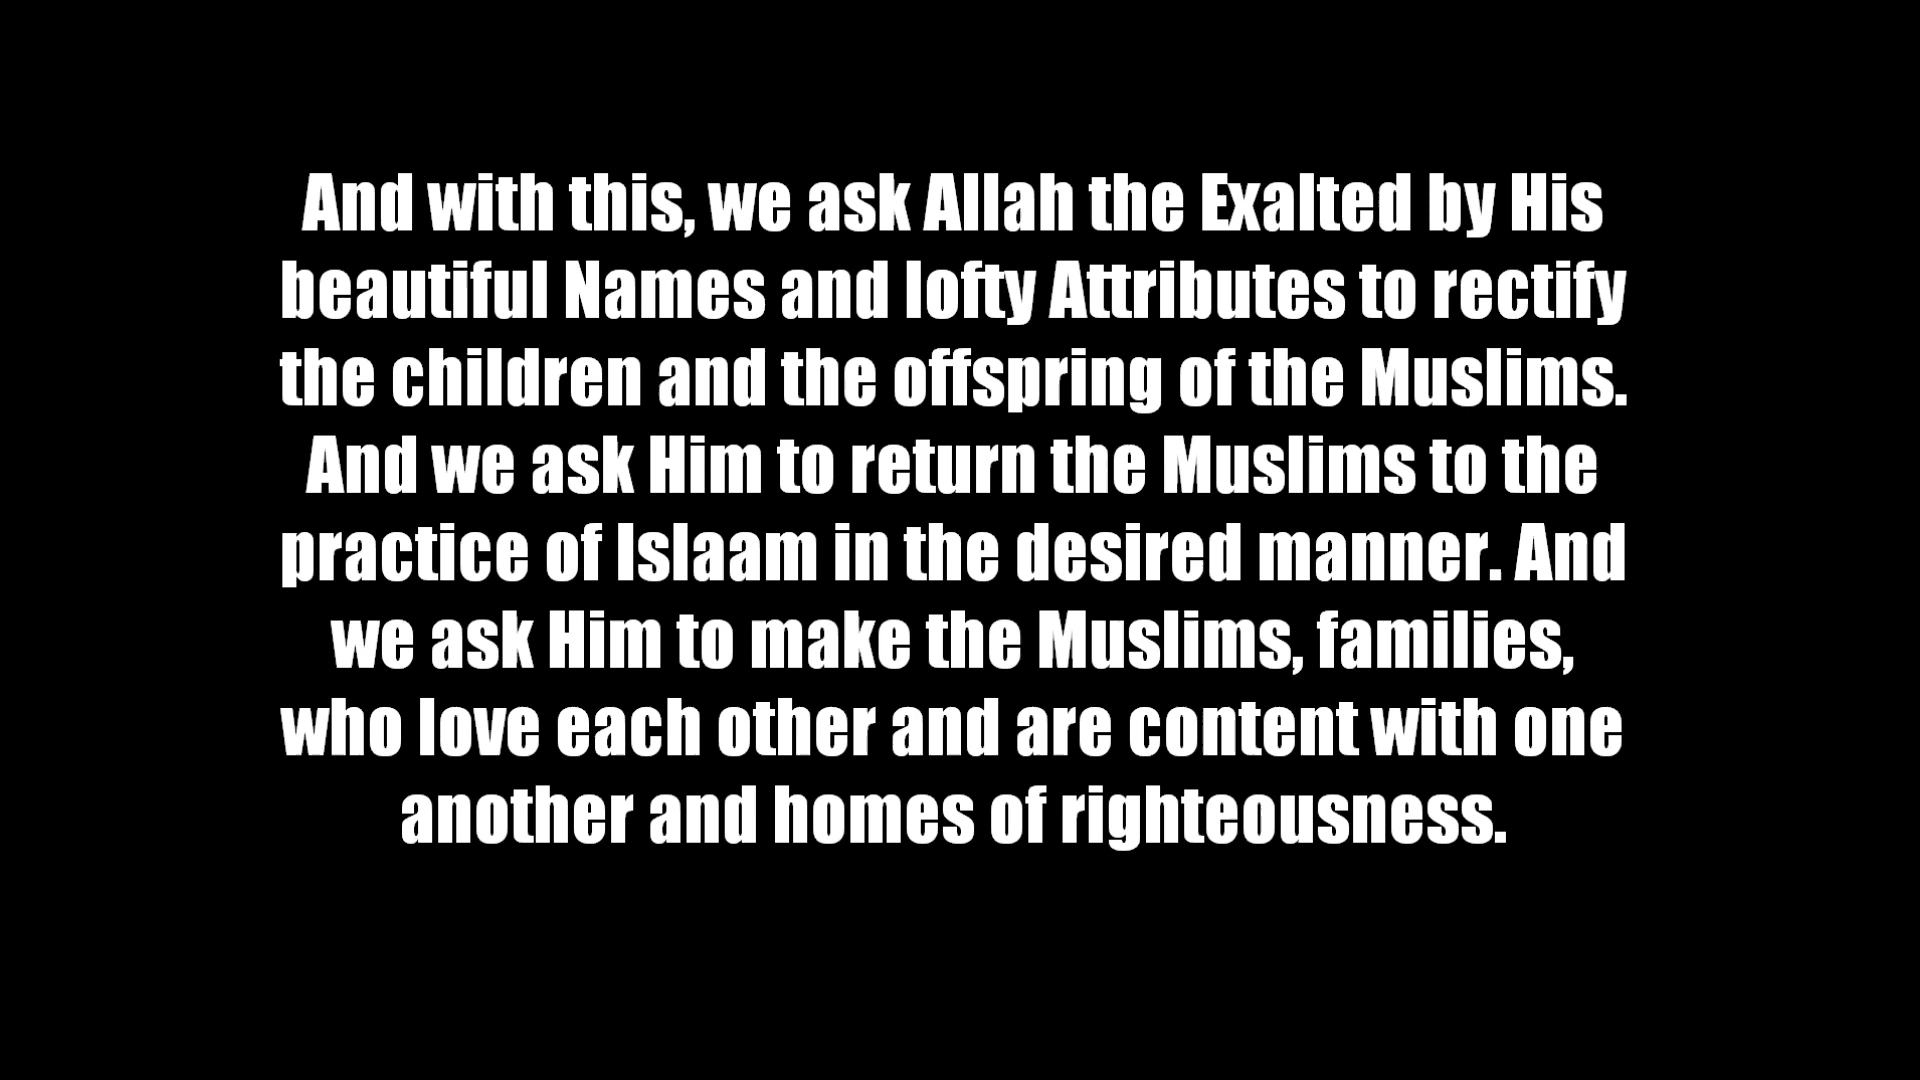 And with this, we ask Allah the Exalted by His
beautiful Names and lofty Attributes to rectify
the children and the offspring of the Muslims.
And we ask Him to return the Muslims to the
practice of Islaam in the desired manner. And
we ask Him to make the Muslims, families,
who love each other and are content with one
another and homes of righteousness.